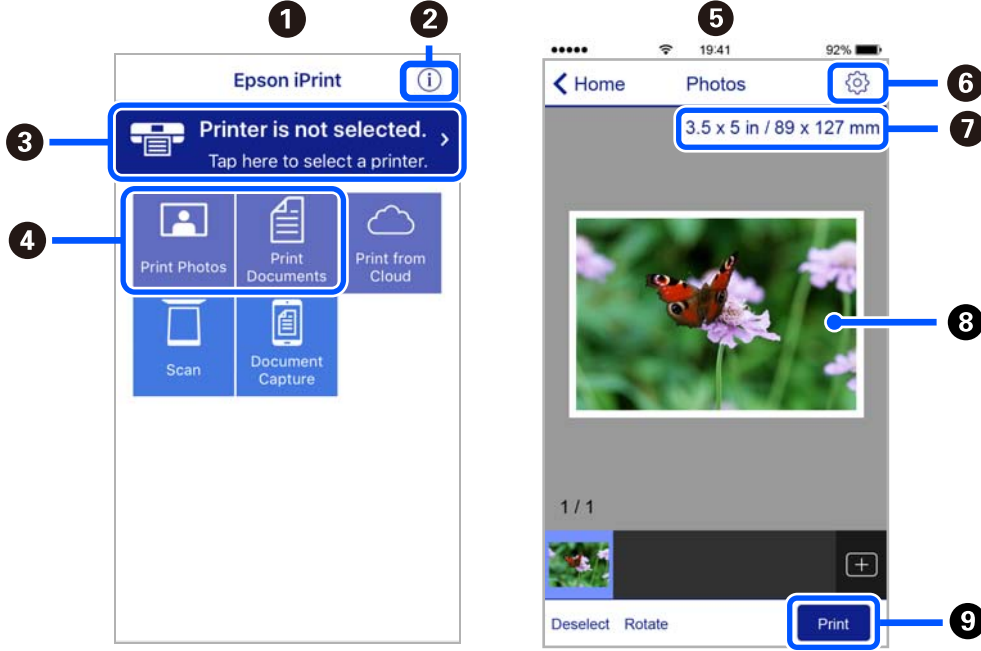 1
2
Epson iPrint
3
Printer is not selected.
Tap here to select a printer.
4
Print Photos
Print
Documents
Print from
Cloud
Scan
Document
Capture
5
19:41
92%
Home
Photos
6
3.5 x 5 in / 89 x 127 mm
7
8
1 / 1
Deselect
Rotate
Print
9